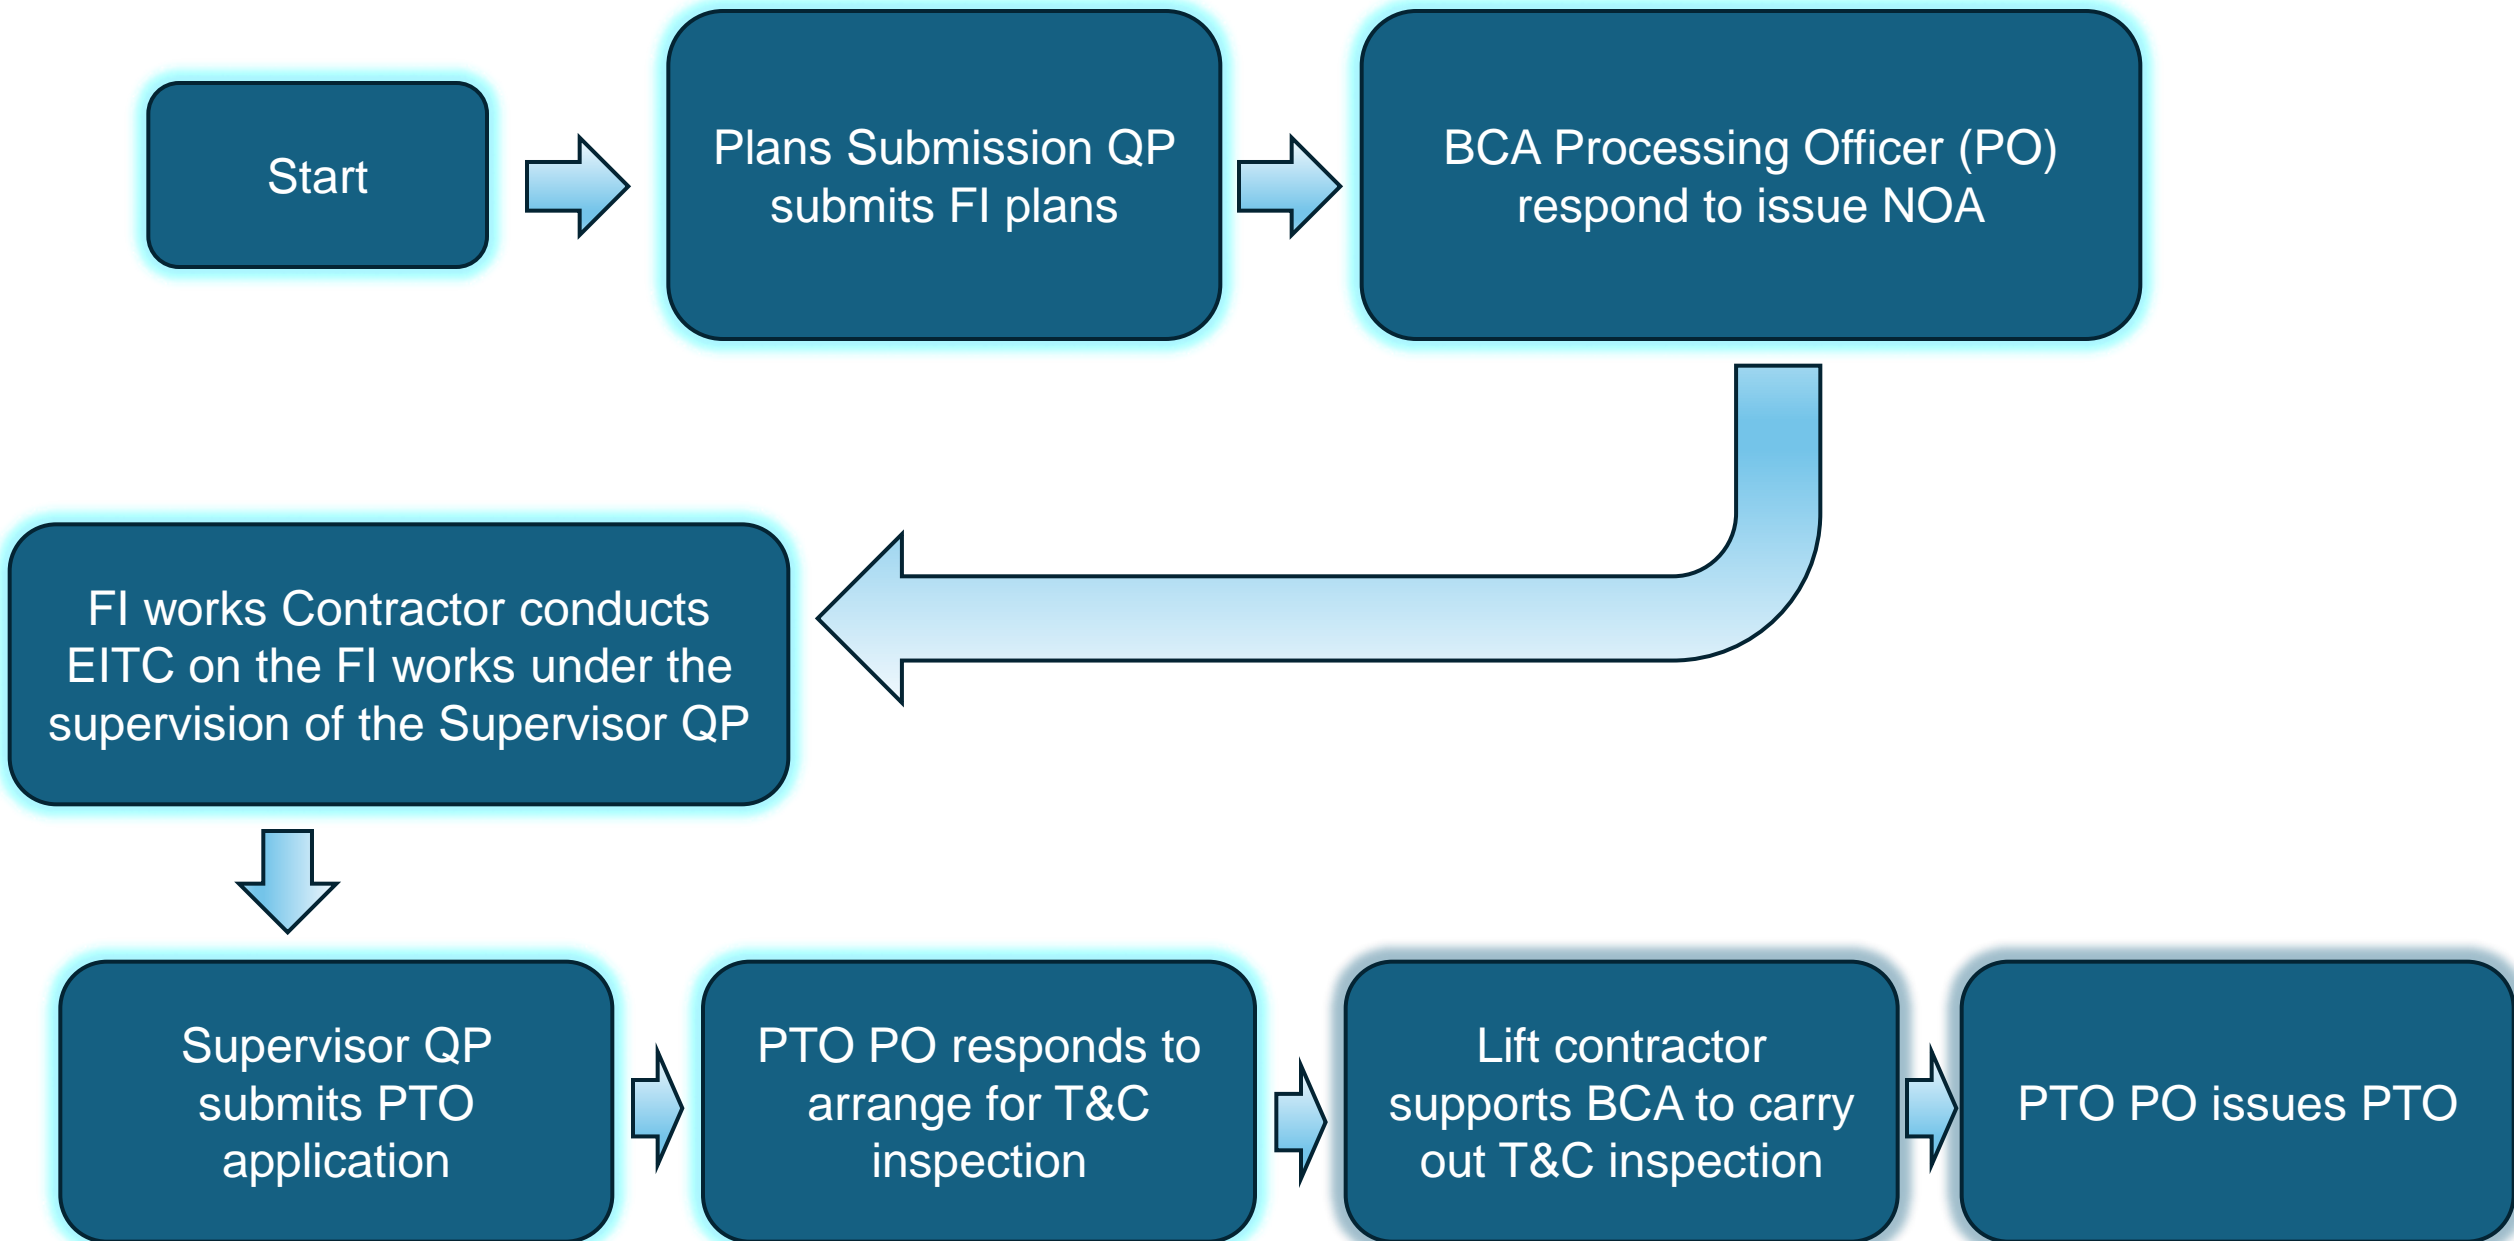 Start
Plans Submission QP
submits FI plans
BCA Processing Officer (PO)
respond to issue NOA
FI works Contractor conducts
EITC on the FI works under the
supervision of the Supervisor QP
Supervisor QP
submits PTO
application
PTO PO responds to
arrange for T&C
inspection
Lift contractor
supports BCA to carry
out T&C inspection
PTO PO issues PTO